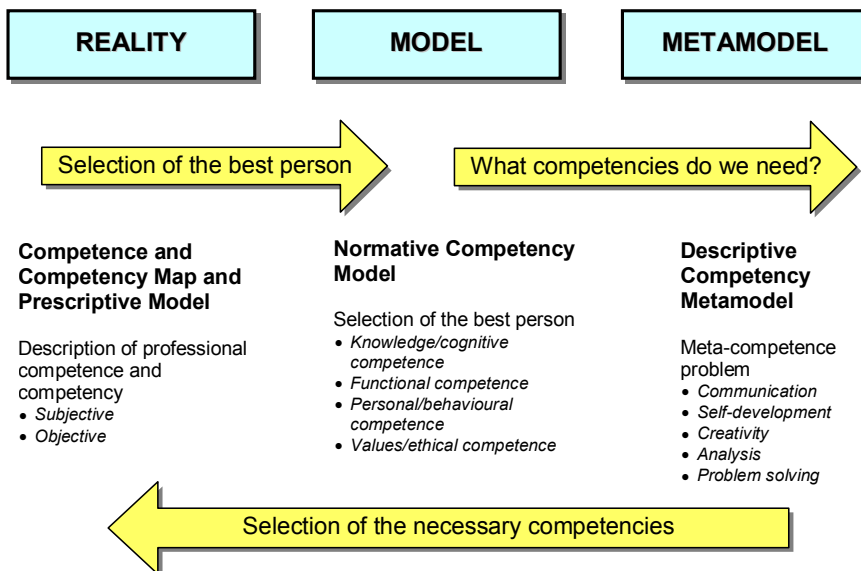 REALITY
MODEL
METAMODEL
Selection of the best person
What competencies do we need?
Competence and
Competency Map and
Prescriptive Model
Description of professional
competence and
competency
• Subjective
• Objective
Normative Competency
Model
Selection of the best person
• Knowledge/cognitive
competence
• Functional competence
• Personal/behavioural
competence
• Values/ethical competence
Descriptive
Competency
Metamodel
Meta-competence
problem
• Communication
• Self-development
• Creativity
• Analysis
• Problem solving
Selection of the necessary competencies